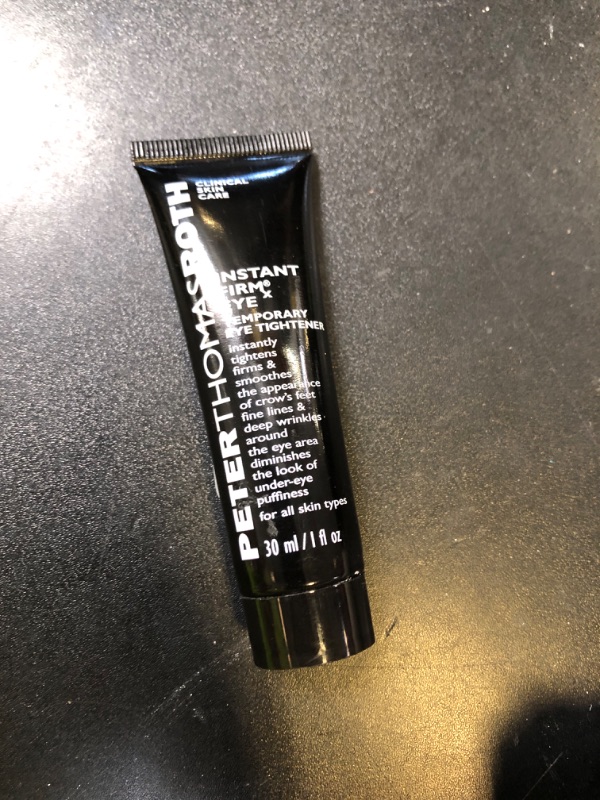 PETERTHOMASROTH
CLINICAL
SKIN
CARE
INSTANT
FIRMx®
EYE
TEMPORARY
EYE TIGHTENER
instantly
tightens
firms &
smoothes
the appearance
of crow's feet
fine lines &
deep wrinkles
around
the eye area
diminishes
the look of
under-eye
puffiness
for all skin types
30 ml / 1 fl oz